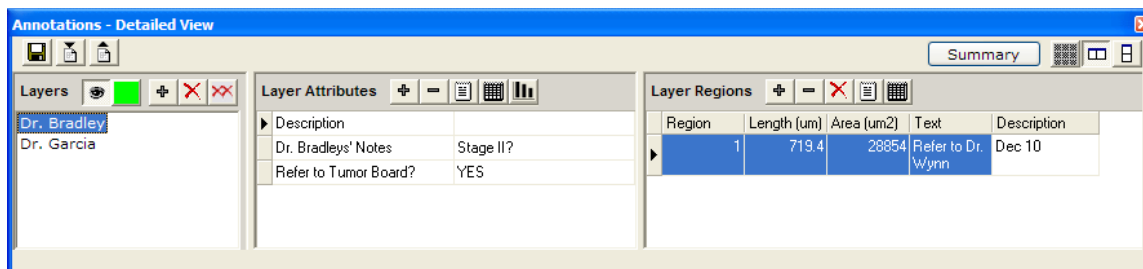 Annotations - Detailed View
Summary
Layers
Dr. Bradley
Dr. Garcia
Layer Attributes
Description
Dr. Bradleys' Notes Stage II?
Refer to Tumor Board? YES
Layer Regions
Region Length (um) Area (um2) Text Description
1 719.4 28854 Refer to Dr. Dec 10
Wynn